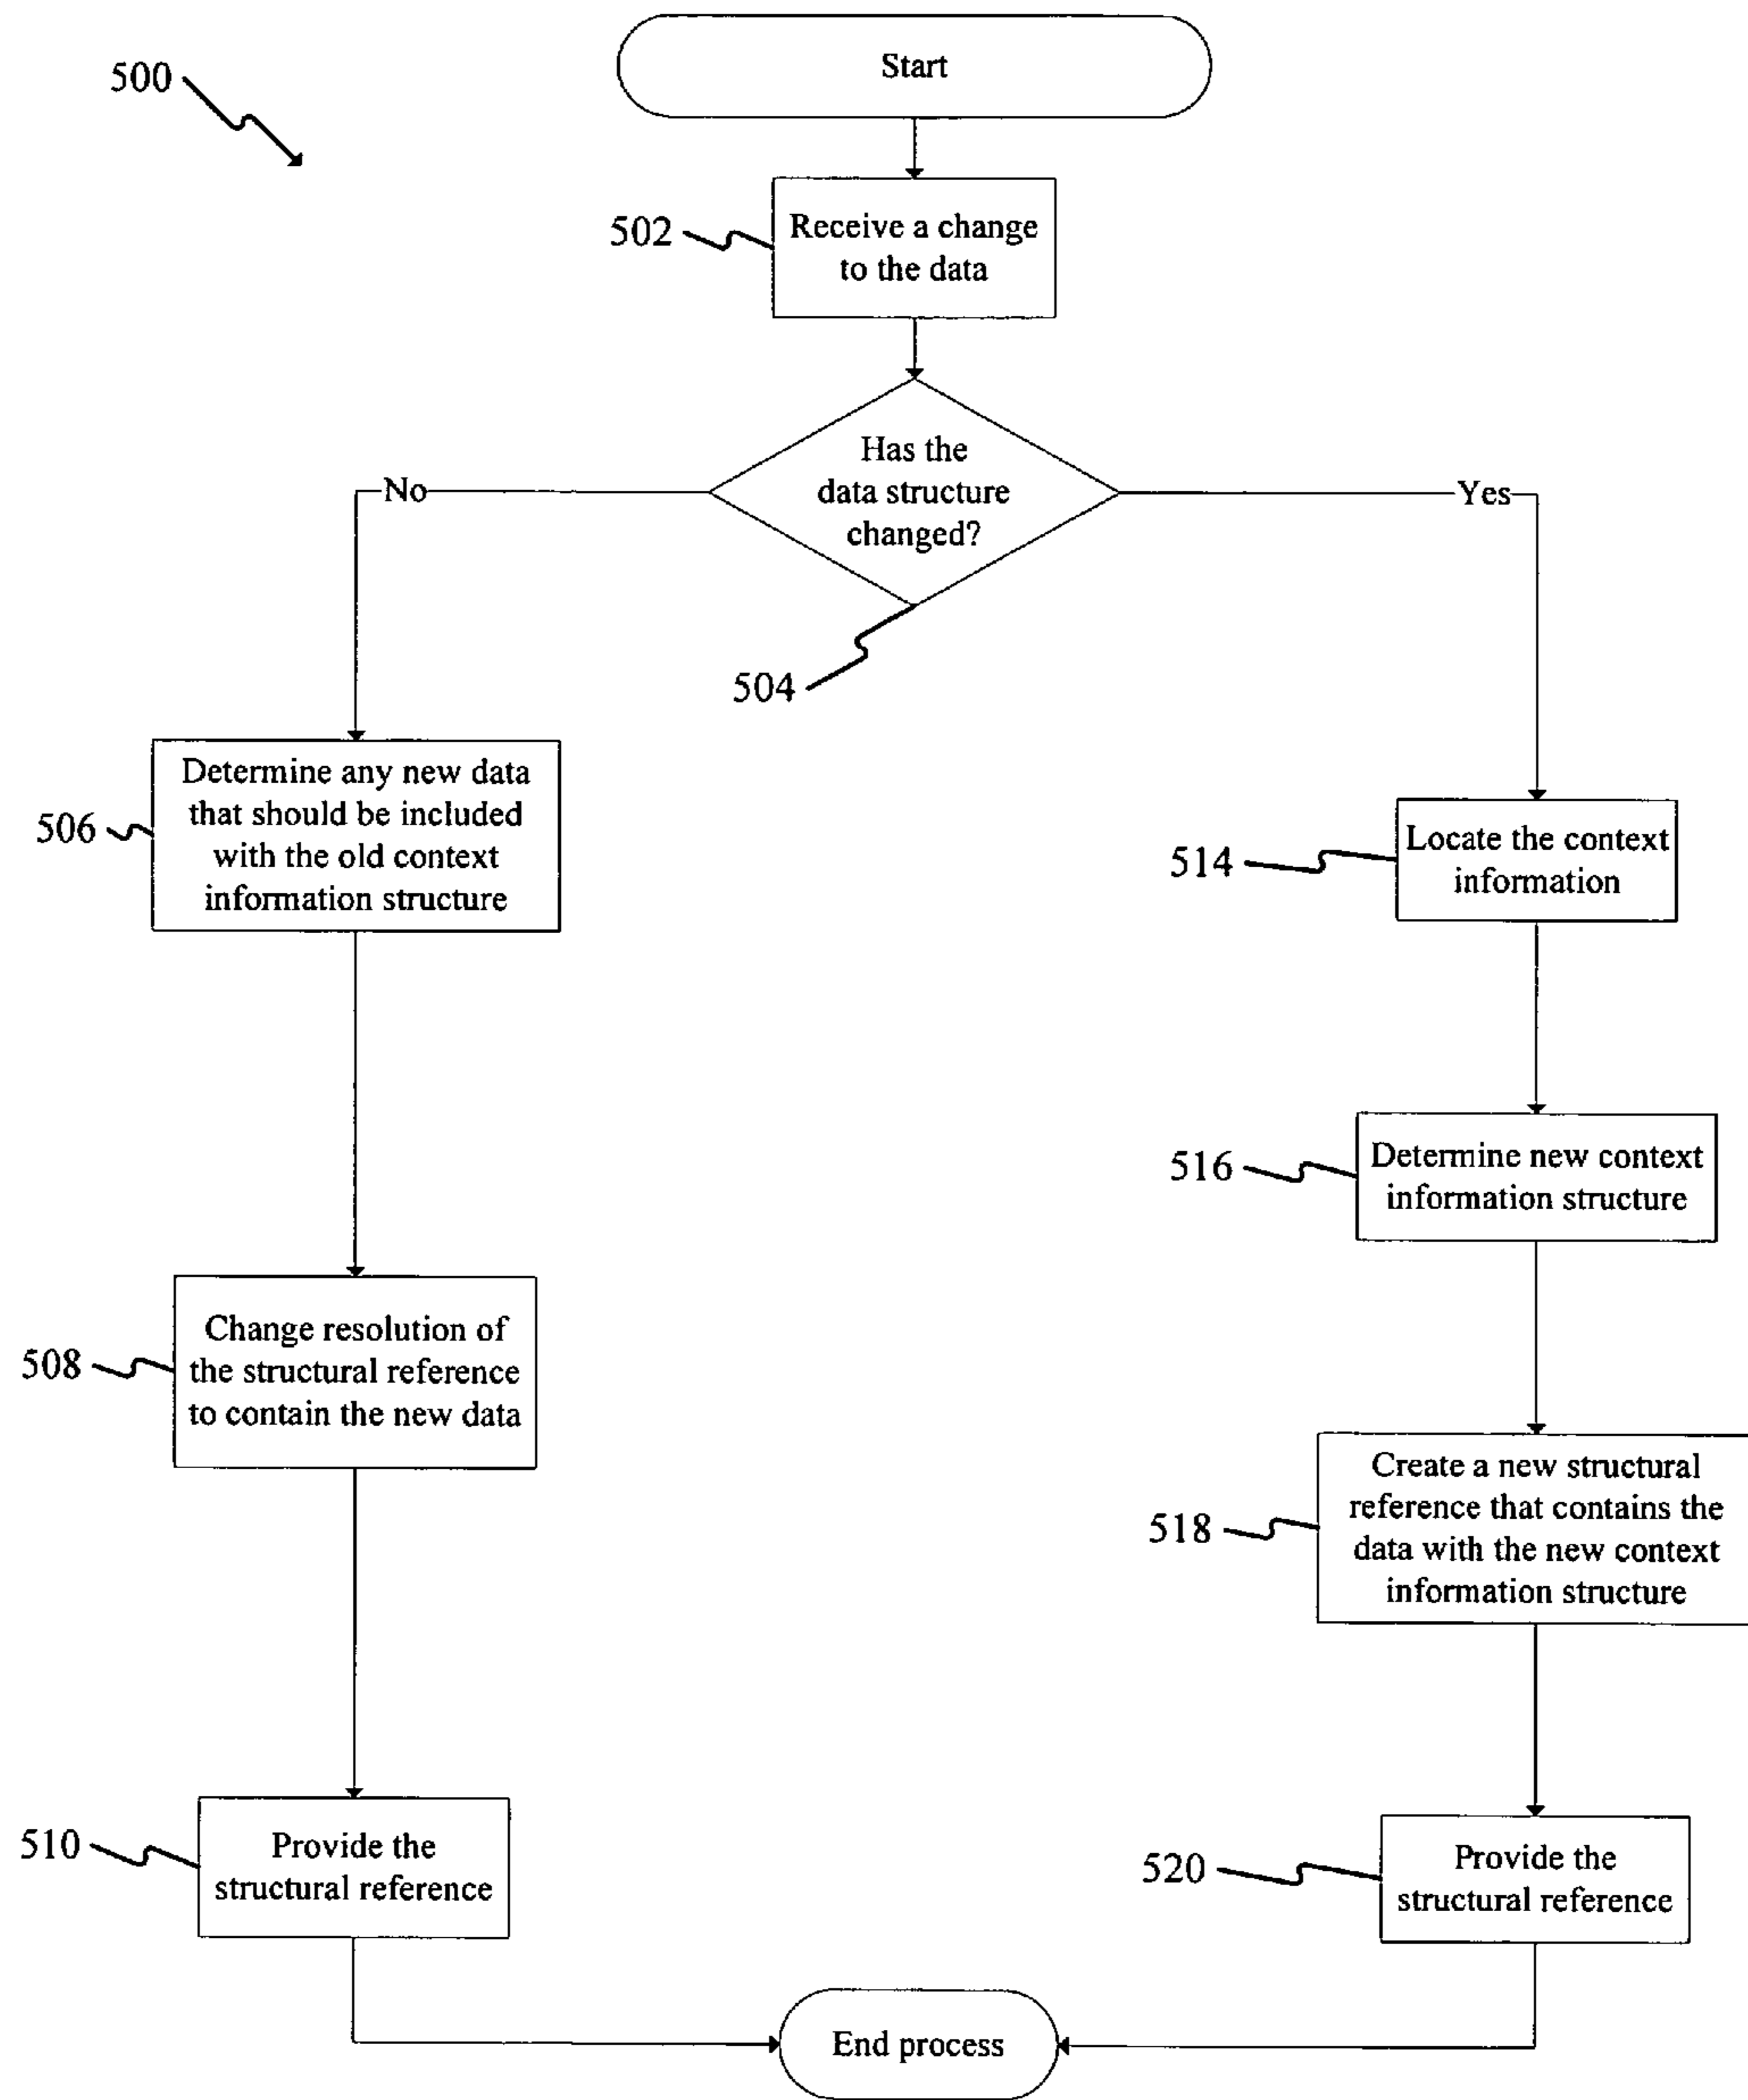 Start
500
502
Receive a change
to the data
Has the
data structure
changed?
No
Yes
504
506
Determine any new data
that should be included
with the old context
information structure
514
Locate the context
information
516
Determine new context
information structure
508
Change resolution of
the structural reference
to contain the new data
518
Create a new structural
reference that contains the
data with the new context
information structure
510
Provide the
structural reference
520
Provide the
structural reference
End process